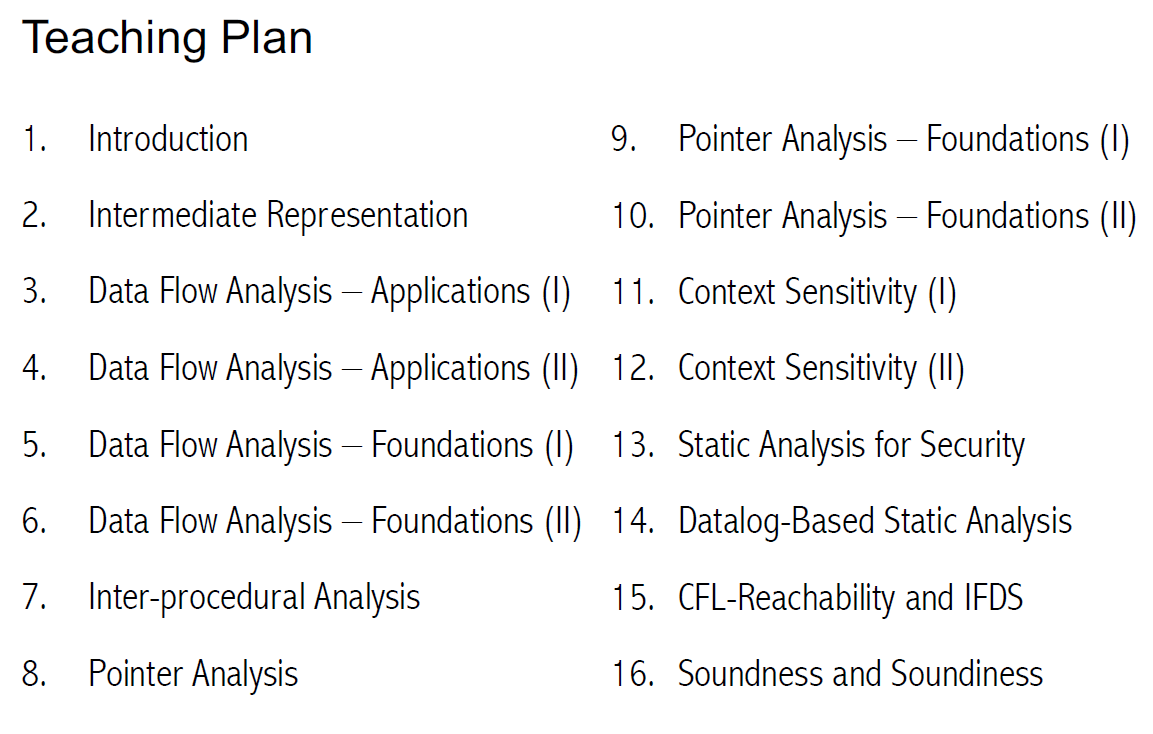 Teaching Plan
1. Introduction
2. Intermediate Representation
3. Data Flow Analysis – Applications (I)
4. Data Flow Analysis – Applications (II)
5. Data Flow Analysis – Foundations (I)
6. Data Flow Analysis – Foundations (II)
7. Inter-procedural Analysis
8. Pointer Analysis
9. Pointer Analysis – Foundations (I)
10. Pointer Analysis – Foundations (II)
11. Context Sensitivity (I)
12. Context Sensitivity (II)
13. Static Analysis for Security
14. Datalog-Based Static Analysis
15. CFL-Reachability and IFDS
16. Soundness and Soundiness